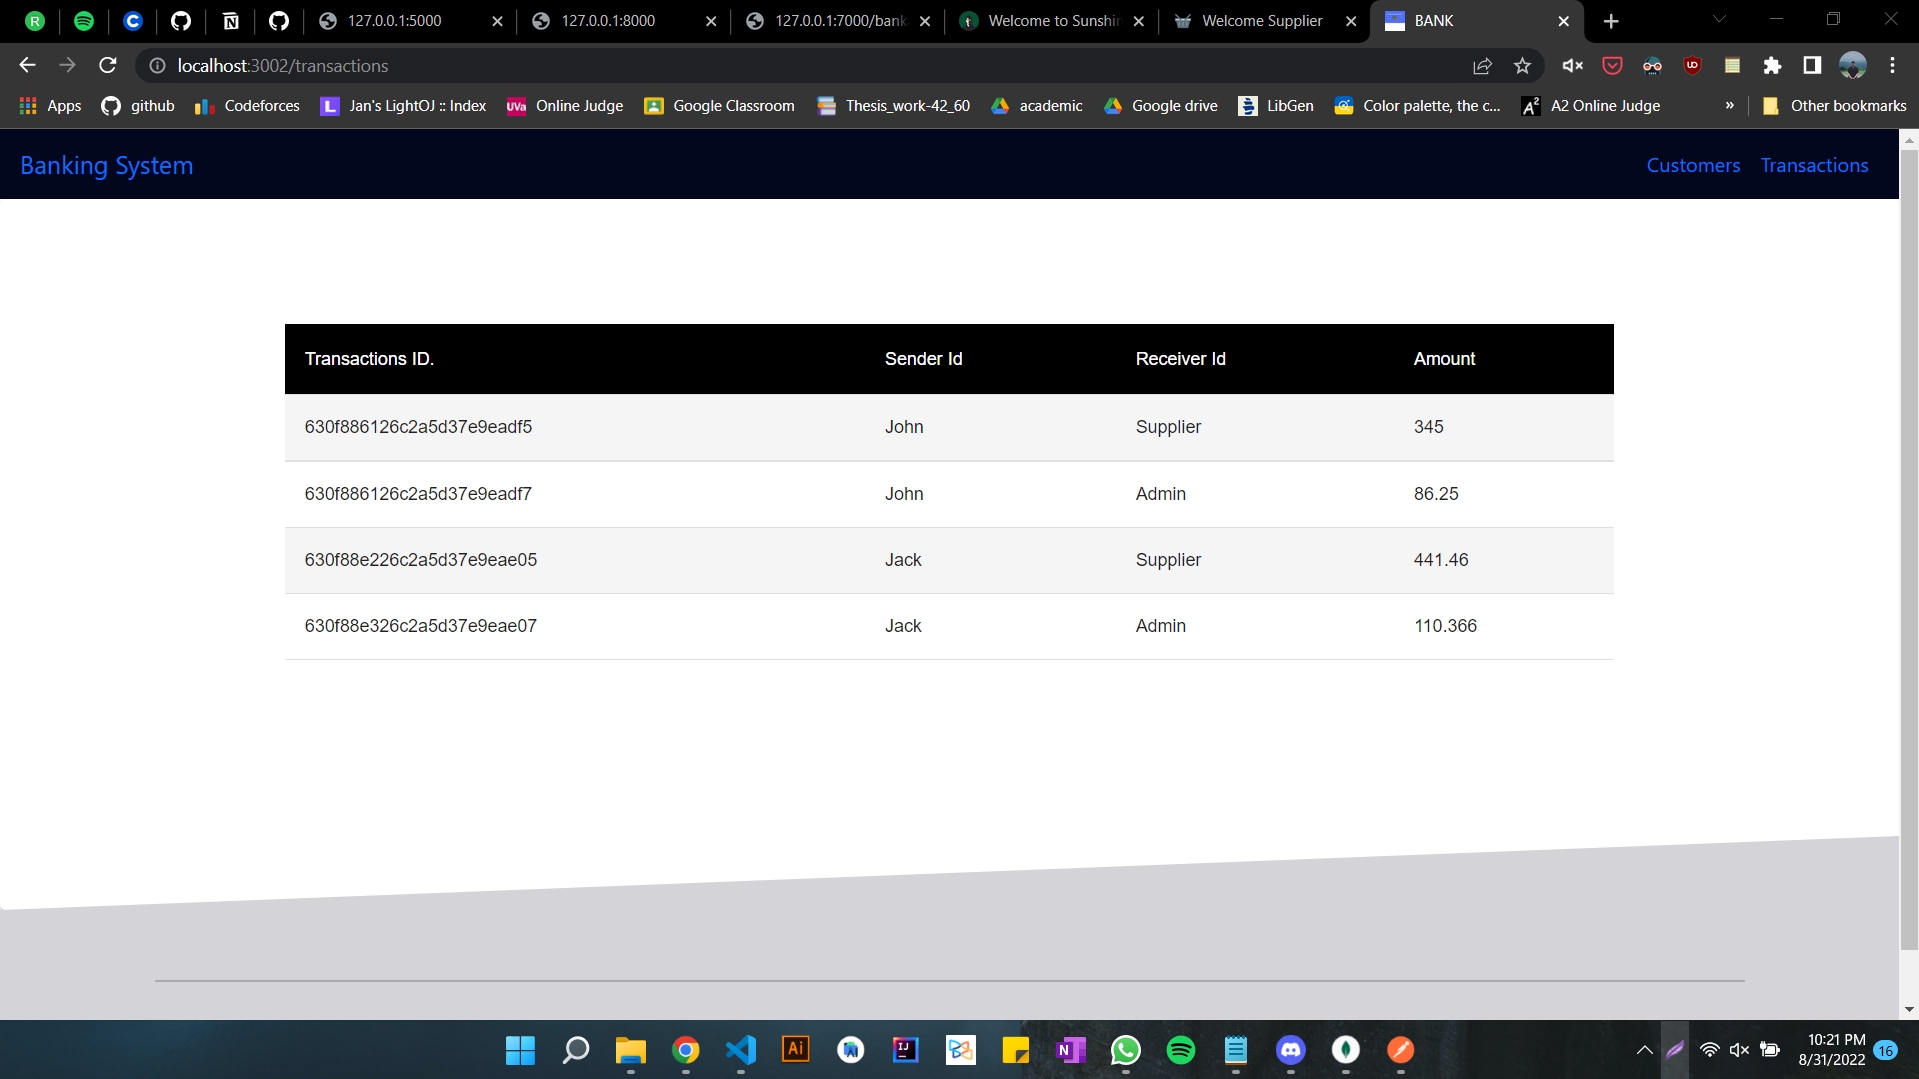 127.0.0.1:5000 127.0.0.1:8000 127.0.0.1:7000/bank Welcome to Sunshin Welcome Supplier BANK
localhost:3002/transactions
Apps github Codeforces Jan's LightOJ :: Index Online Judge Google Classroom Thesis_work-42_60 academic Google drive LibGen Color palette, the c... A2 Online Judge » Other bookmarks
Banking System Customers Transactions
Transactions ID. Sender Id Receiver Id Amount
630f886126c2a5d37e9eadf5 John Supplier 345
630f886126c2a5d37e9eadf7 John Admin 86.25
630f88e226c2a5d37e9eae05 Jack Supplier 441.46
630f88e326c2a5d37e9eae07 Jack Admin 110.366
10:21 PM
8/31/2022 16